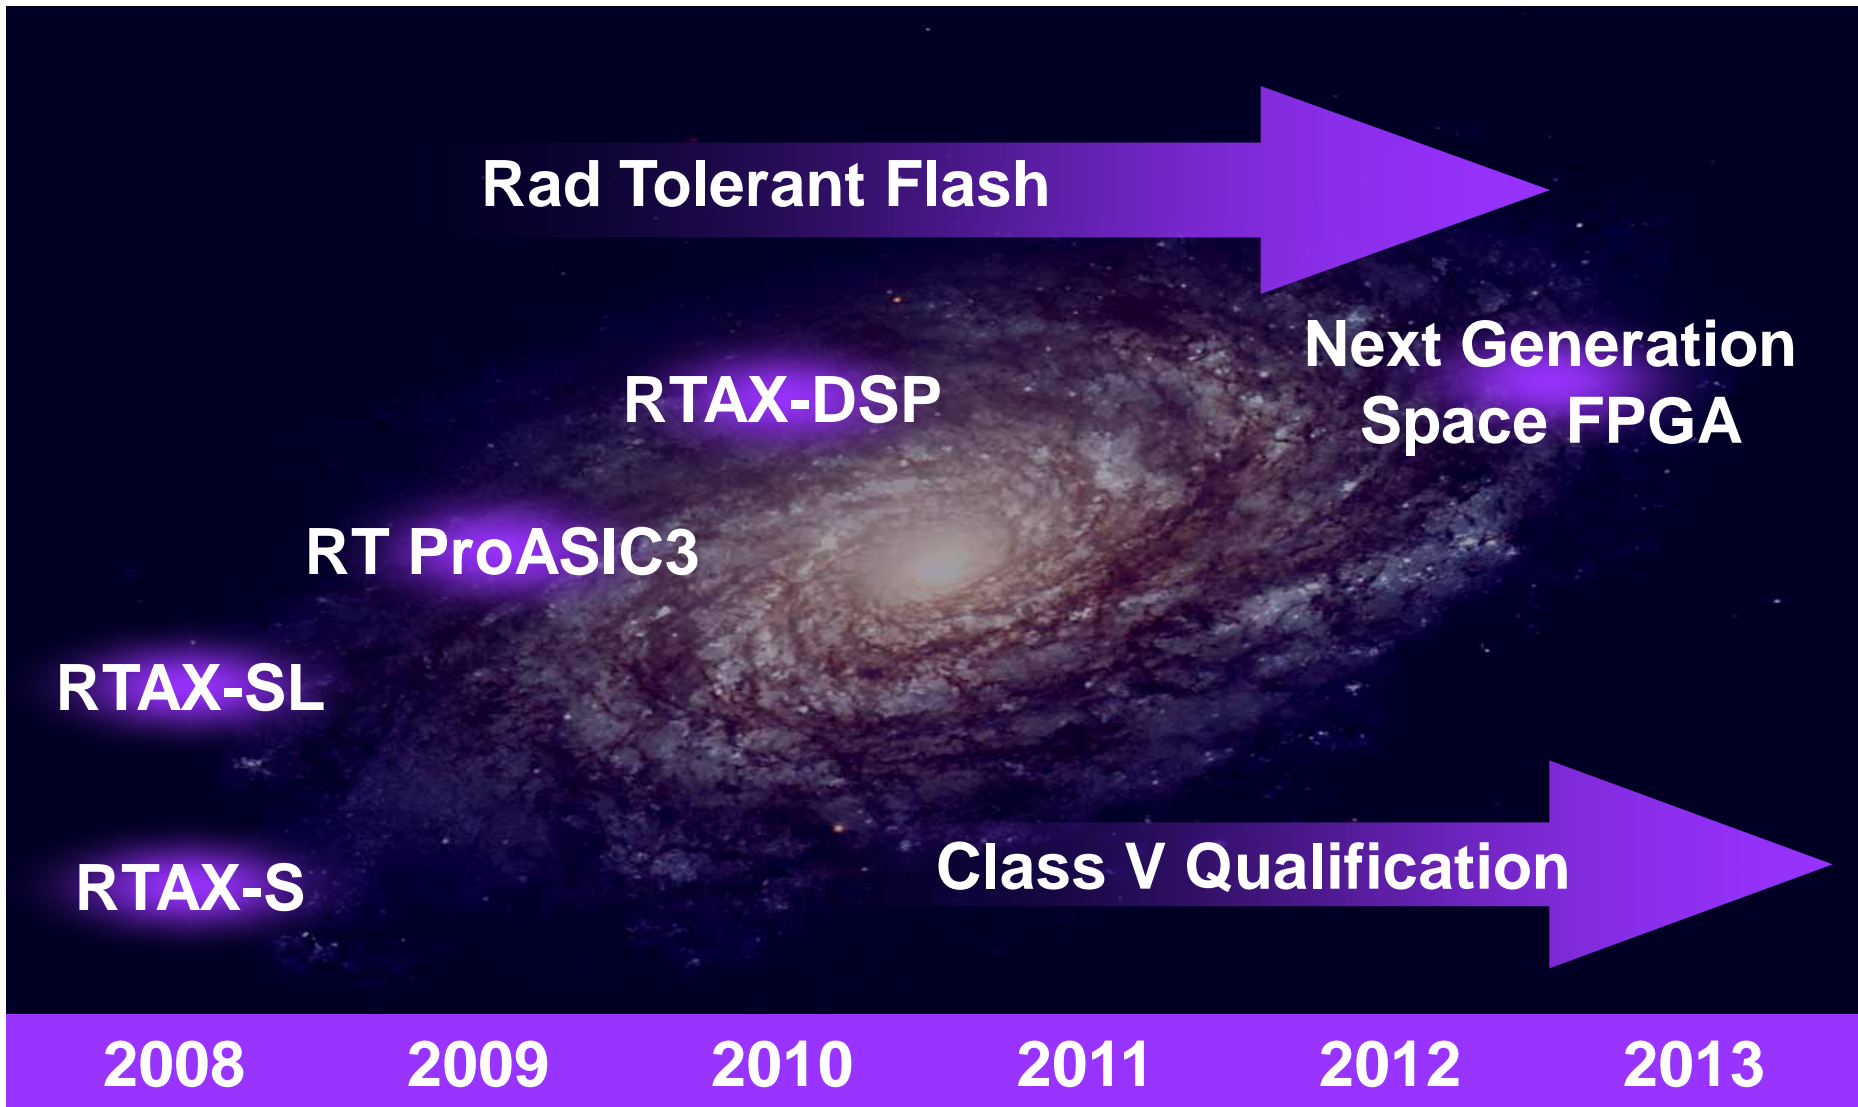 Rad Tolerant Flash
Next Generation
Space FPGA
RTAX-DSP
RT ProASIC3
RTAX-SL
Class V Qualification
RTAX-S
2008 2009 2010 2011 2012 2013